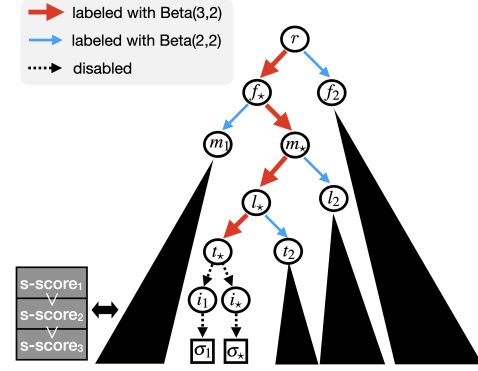 labeled with Beta(3,2)
labeled with Beta(2,2)
disabled
r
f⋆ f₂
m₁ m⋆
l⋆ l₂
t⋆ t₂
i₁ i⋆
s-score₁
s-score₂
s-score₃
σ₁ σ⋆